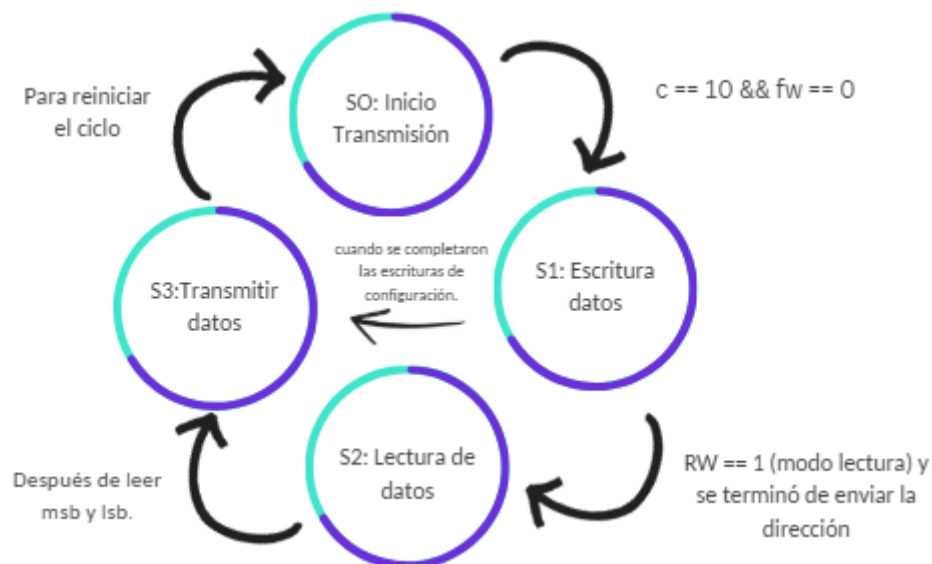 Para reiniciar
el ciclo
SO: Inicio
Transmisión
c == 10 && fw == 0
S3:Transmitir
datos
cuando se completaron
las escrituras de
configuración.
S1: Escritura
datos
S2: Lectura de
datos
Después de leer
msb y lsb.
RW == 1 (modo lectura) y
se terminó de enviar la
dirección